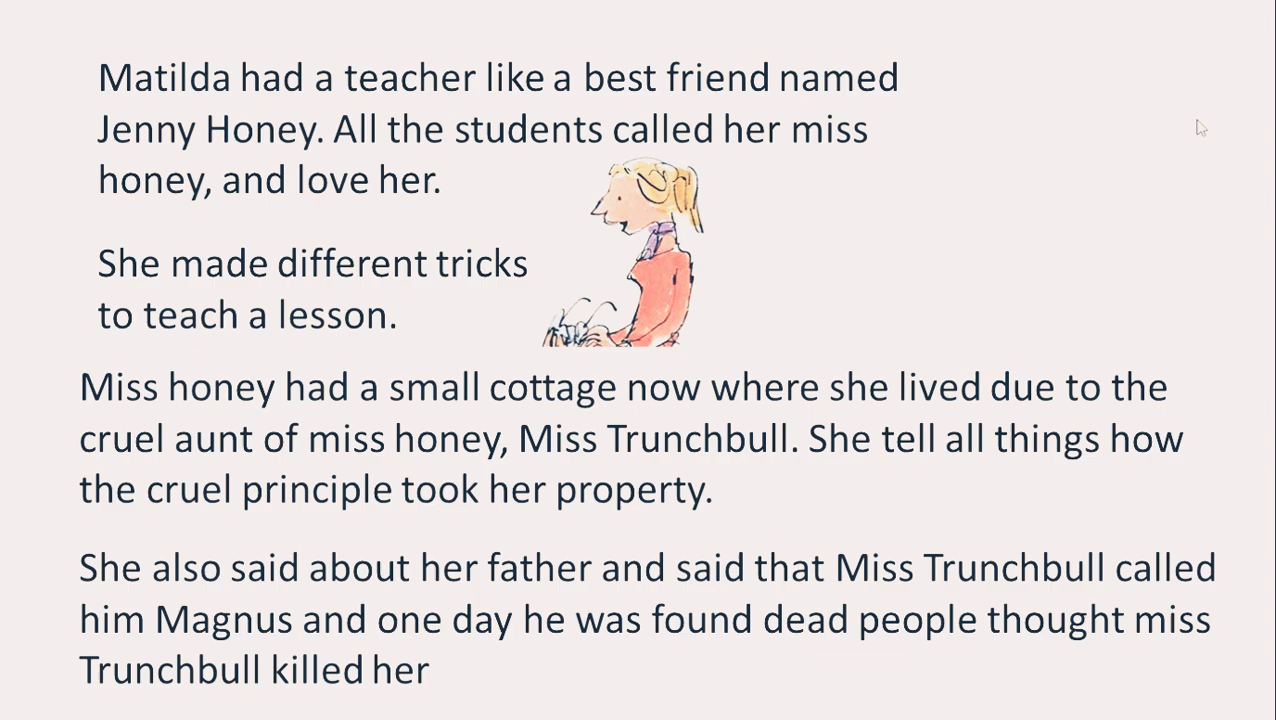 Matilda had a teacher like a best friend named
Jenny Honey. All the students called her miss
honey, and love her.
She made different tricks
to teach a lesson.
Miss honey had a small cottage now where she lived due to the
cruel aunt of miss honey, Miss Trunchbull. She tell all things how
the cruel principle took her property.
She also said about her father and said that Miss Trunchbull called
him Magnus and one day he was found dead people thought miss
Trunchbull killed her